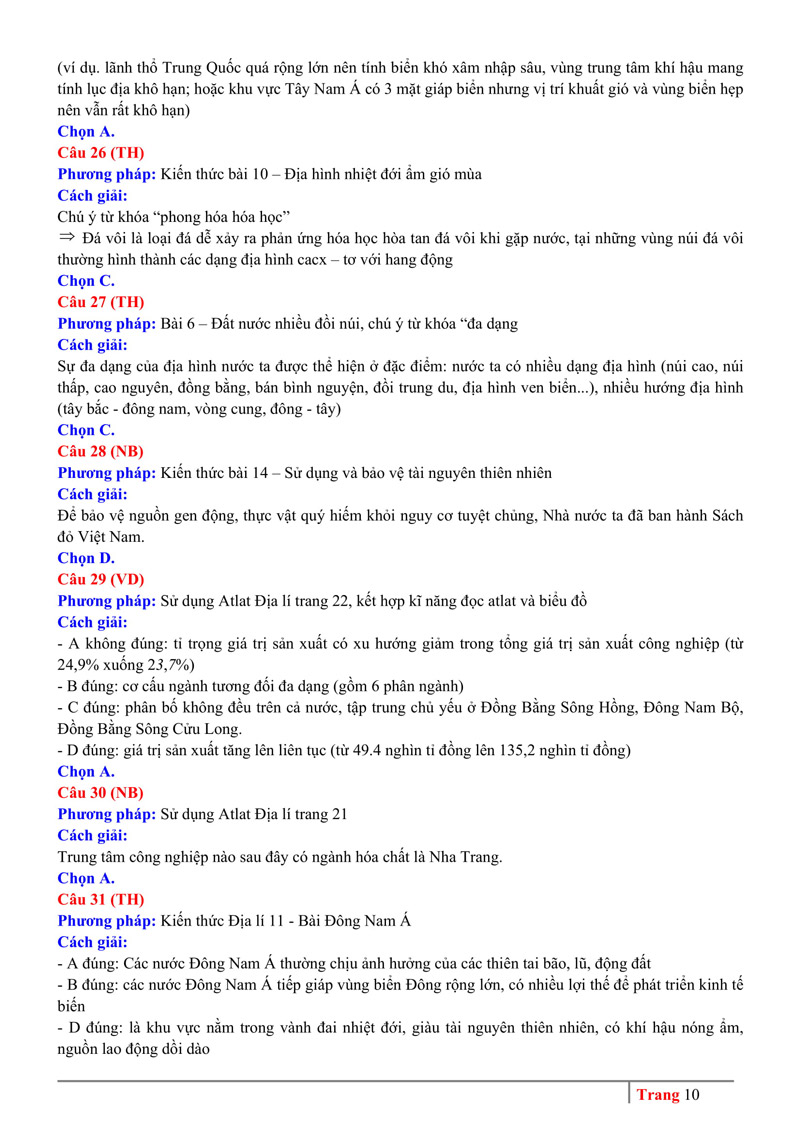 (ví dụ. lãnh thổ Trung Quốc quá rộng lớn nên tính biển khó xâm nhập sâu, vùng trung tâm khí hậu mang
tính lục địa khô hạn; hoặc khu vực Tây Nam Á có 3 mặt giáp biển nhưng vị trí khuất gió và vùng biển hẹp
nên vẫn rất khô hạn)
Chọn A.
Câu 26 (TH)
Phương pháp: Kiến thức bài 10 – Địa hình nhiệt đới ẩm gió mùa
Cách giải:
Chú ý từ khóa “phong hóa hóa học”
⇒ Đá vôi là loại đá dễ xảy ra phản ứng hóa học hòa tan đá vôi khi gặp nước, tại những vùng núi đá vôi
thường hình thành các dạng địa hình cacx – tơ với hang động
Chọn C.
Câu 27 (TH)
Phương pháp: Bài 6 – Đất nước nhiều đồi núi, chú ý từ khóa “đa dạng
Cách giải:
Sự đa dạng của địa hình nước ta được thể hiện ở đặc điểm: nước ta có nhiều dạng địa hình (núi cao, núi
thấp, cao nguyên, đồng bằng, bán bình nguyện, đồi trung du, địa hình ven biển...), nhiều hướng địa hình
(tây bắc - đông nam, vòng cung, đông - tây)
Chọn C.
Câu 28 (NB)
Phương pháp: Kiến thức bài 14 – Sử dụng và bảo vệ tài nguyên thiên nhiên
Cách giải:
Để bảo vệ nguồn gen động, thực vật quý hiếm khỏi nguy cơ tuyệt chủng, Nhà nước ta đã ban hành Sách
đỏ Việt Nam.
Chọn D.
Câu 29 (VD)
Phương pháp: Sử dụng Atlat Địa lí trang 22, kết hợp kĩ năng đọc atlat và biểu đồ
Cách giải:
- A không đúng: tỉ trọng giá trị sản xuất có xu hướng giảm trong tổng giá trị sản xuất công nghiệp (từ
24,9% xuống 23,7%)
- B đúng: cơ cấu ngành tương đối đa dạng (gồm 6 phân ngành)
- C đúng: phân bố không đều trên cả nước, tập trung chủ yếu ở Đồng Bằng Sông Hồng, Đông Nam Bộ,
Đồng Bằng Sông Cửu Long.
- D đúng: giá trị sản xuất tăng lên liên tục (từ 49.4 nghìn tỉ đồng lên 135,2 nghìn tỉ đồng)
Chọn A.
Câu 30 (NB)
Phương pháp: Sử dụng Atlat Địa lí trang 21
Cách giải:
Trung tâm công nghiệp nào sau đây có ngành hóa chất là Nha Trang.
Chọn A.
Câu 31 (TH)
Phương pháp: Kiến thức Địa lí 11 - Bài Đông Nam Á
Cách giải:
- A đúng: Các nước Đông Nam Á thường chịu ảnh hưởng của các thiên tai bão, lũ, động đất
- B đúng: các nước Đông Nam Á tiếp giáp vùng biển Đông rộng lớn, có nhiều lợi thế để phát triển kinh tế
biến
- D đúng: là khu vực nằm trong vành đai nhiệt đới, giàu tài nguyên thiên nhiên, có khí hậu nóng ẩm,
nguồn lao động dồi dào
Trang 10